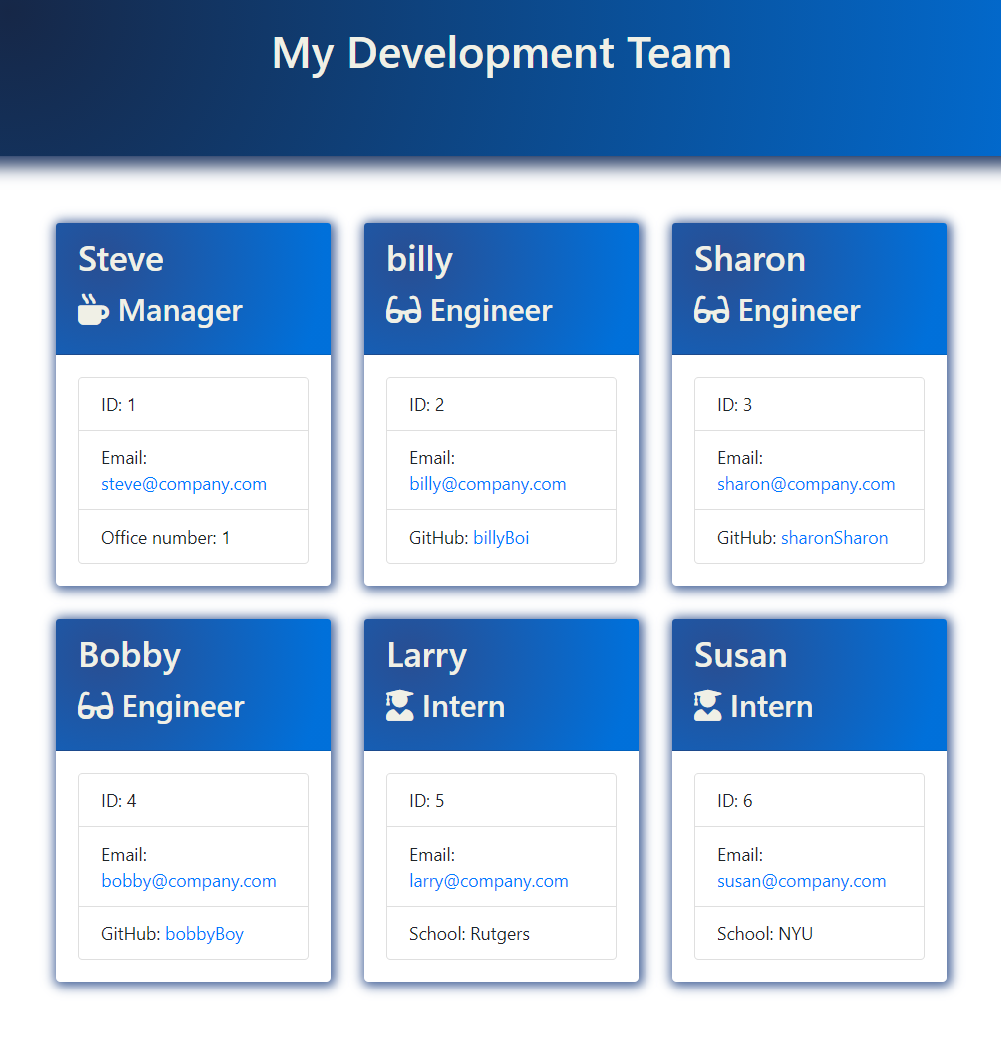 My Development Team
Steve
Manager
ID: 1
Email:
steve@company.com
Office number: 1
billy
Engineer
ID: 2
Email:
billy@company.com
GitHub: billyBoi
Sharon
Engineer
ID: 3
Email:
sharon@company.com
GitHub: sharonSharon
Bobby
Engineer
ID: 4
Email:
bobby@company.com
GitHub: bobbyBoy
Larry
Intern
ID: 5
Email:
larry@company.com
School: Rutgers
Susan
Intern
ID: 6
Email:
susan@company.com
School: NYU